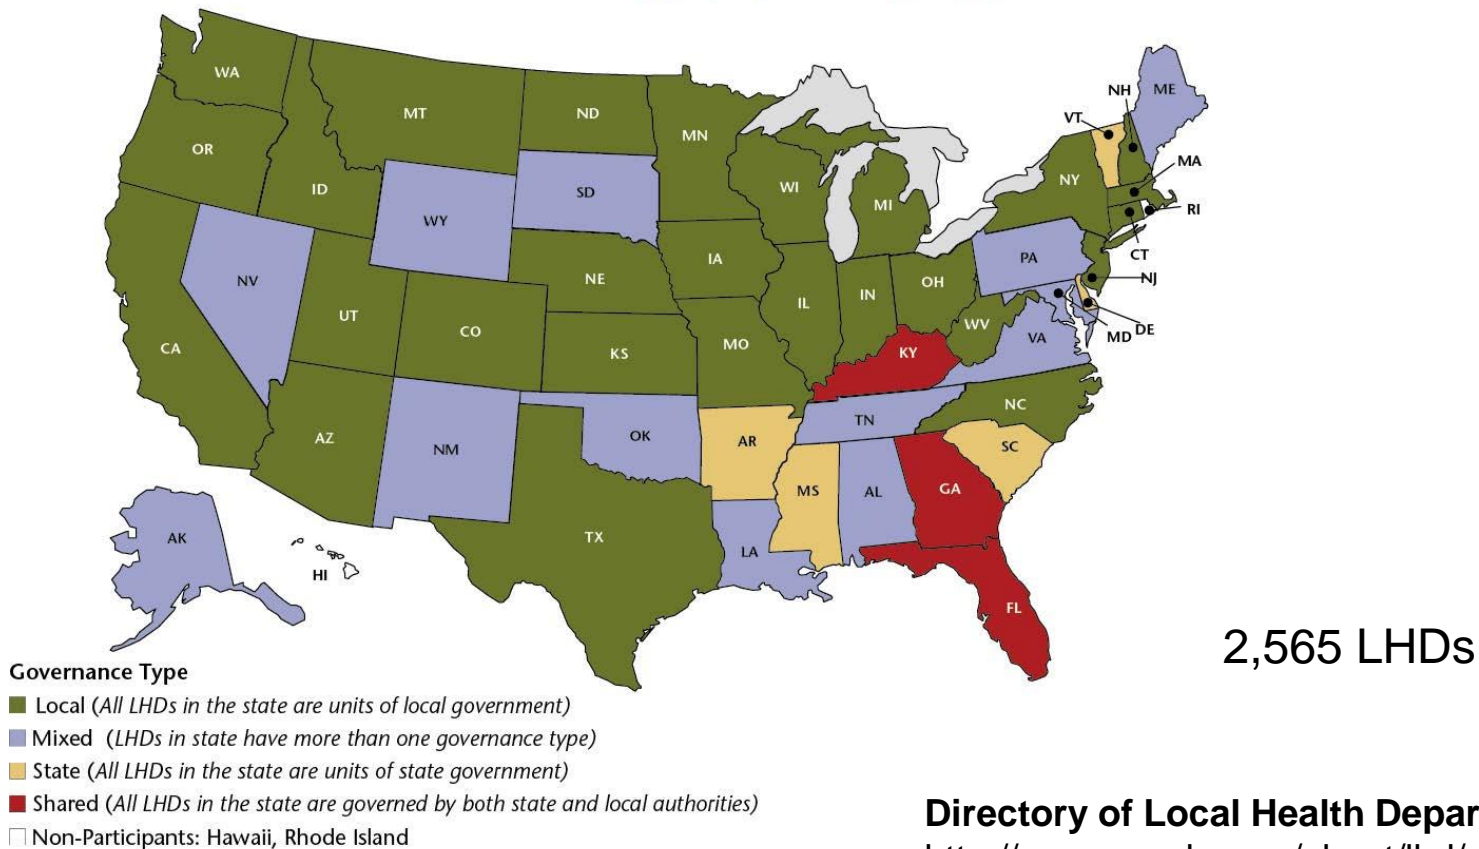 WA
MT
ND
MN
OR
ID
WY
SD
WI
MI
NY
VT
NH
ME
MA
RI
CT
NJ
DE
MD
PA
NV
UT
CO
NE
IA
IL
IN
OH
WV
VA
CA
KS
MO
KY
AZ
NM
OK
AR
TN
NC
SC
MS
AL
GA
TX
LA
FL
AK
HI
2,565 LHDs
Governance Type
Local (All LHDs in the state are units of local government)
Mixed (LHDs in state have more than one governance type)
State (All LHDs in the state are units of state government)
Shared (All LHDs in the state are governed by both state and local authorities)
Non-Participants: Hawaii, Rhode Island
Directory of Local Health Depar